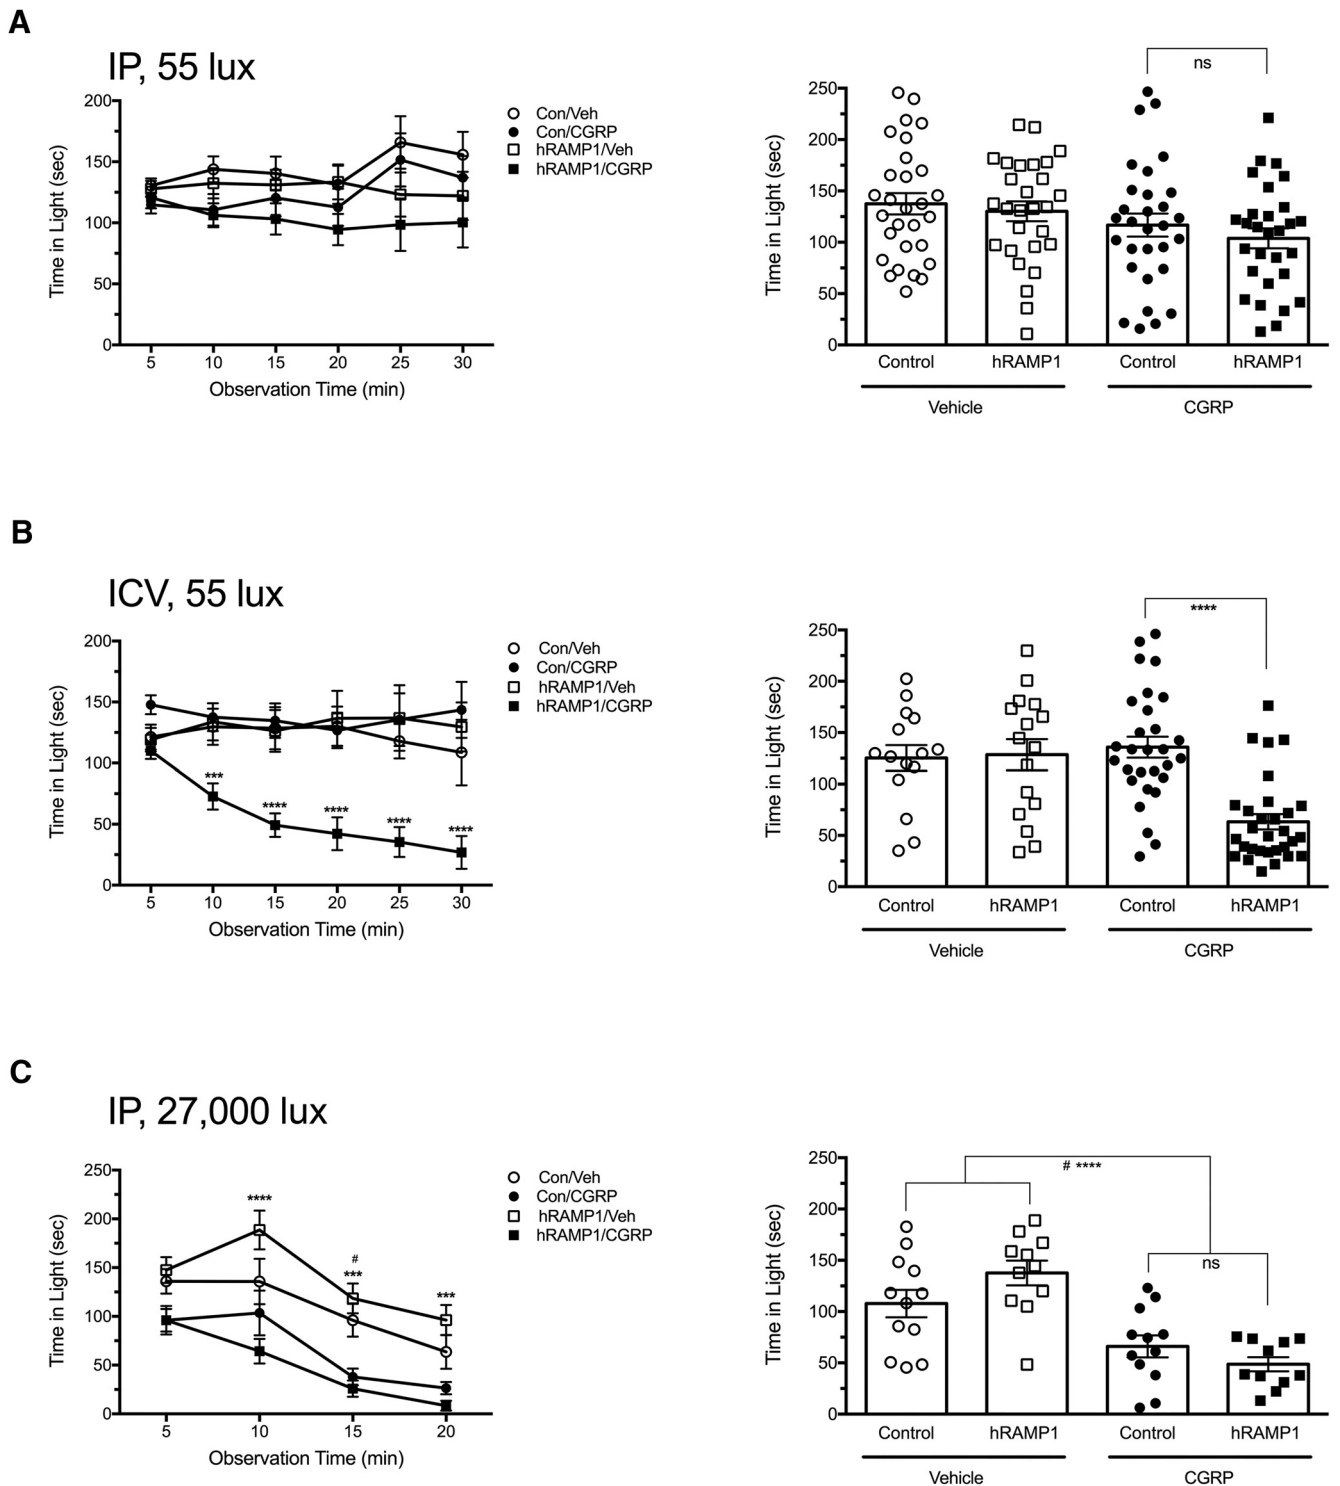 A
IP, 55 lux
200
150
100
50
0
Time in Light (sec)
5 10 15 20 25 30
Observation Time (min)
Con/Veh
Con/CGRP
hRAMP1/Veh
hRAMP1/CGRP
ns
250
200
150
100
50
0
Time in Light (sec)
Control hRAMP1 Control hRAMP1
Vehicle CGRP
B
ICV, 55 lux
200
150
100
50
0
Time in Light (sec)
*** **** **** **** ****
5 10 15 20 25 30
Observation Time (min)
Con/Veh
Con/CGRP
hRAMP1/Veh
hRAMP1/CGRP
****
250
200
150
100
50
0
Time in Light (sec)
Control hRAMP1 Control hRAMP1
Vehicle CGRP
C
IP, 27,000 lux
250
200
150
100
50
0
Time in Light (sec)
****
#
***
***
5 10 15 20
Observation Time (min)
Con/Veh
Con/CGRP
hRAMP1/Veh
hRAMP1/CGRP
# ****
ns
250
200
150
100
50
0
Time in Light (sec)
Control hRAMP1 Control hRAMP1
Vehicle CGRP